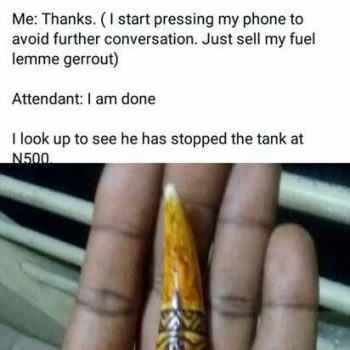 Me: Thanks. ( I start pressing my phone to
avoid further conversation. Just sell my fuel
lemme gerrout)
Attendant: I am done
I look up to see he has stopped the tank at
N500.